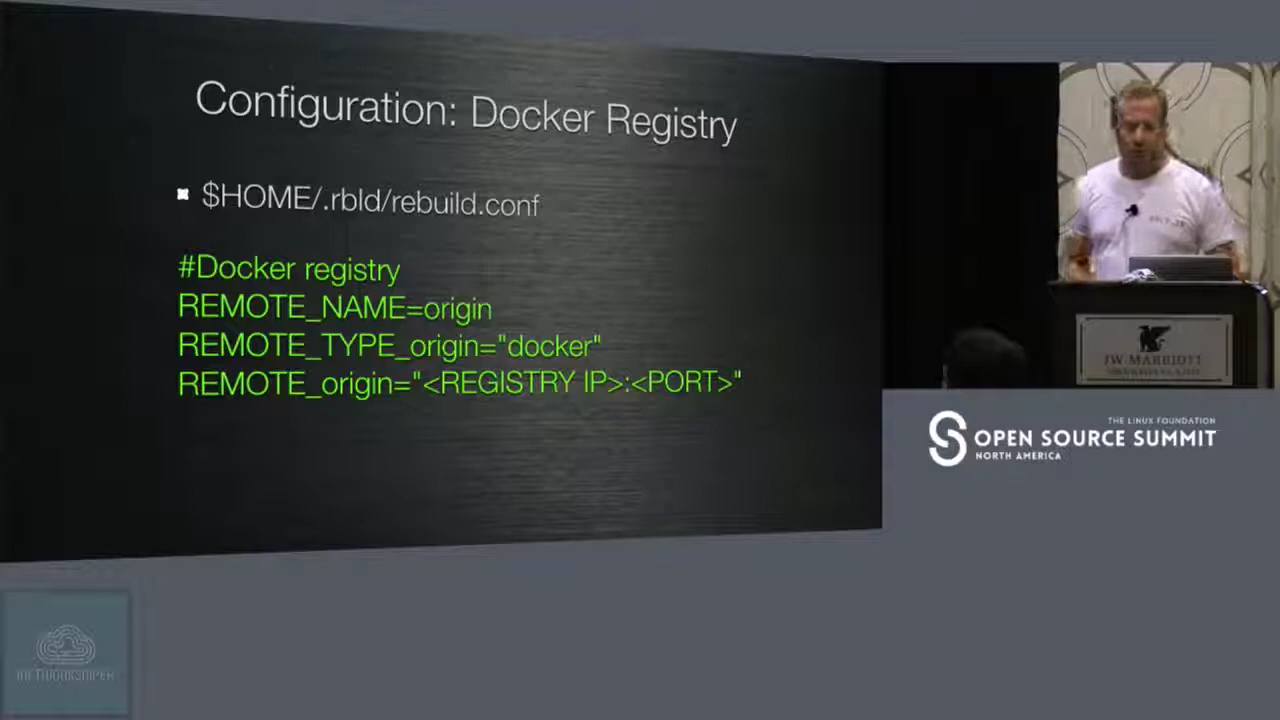 Configuration: Docker Registry
$HOME/.rbld/rebuild.conf
#Docker registry
REMOTE_NAME=origin
REMOTE_TYPE_origin="docker"
REMOTE_origin="<REGISTRY IP>:<PORT>"
JW MARRIOTT
THE LINUX FOUNDATION
OPEN SOURCE SUMMIT
NORTH AMERICA